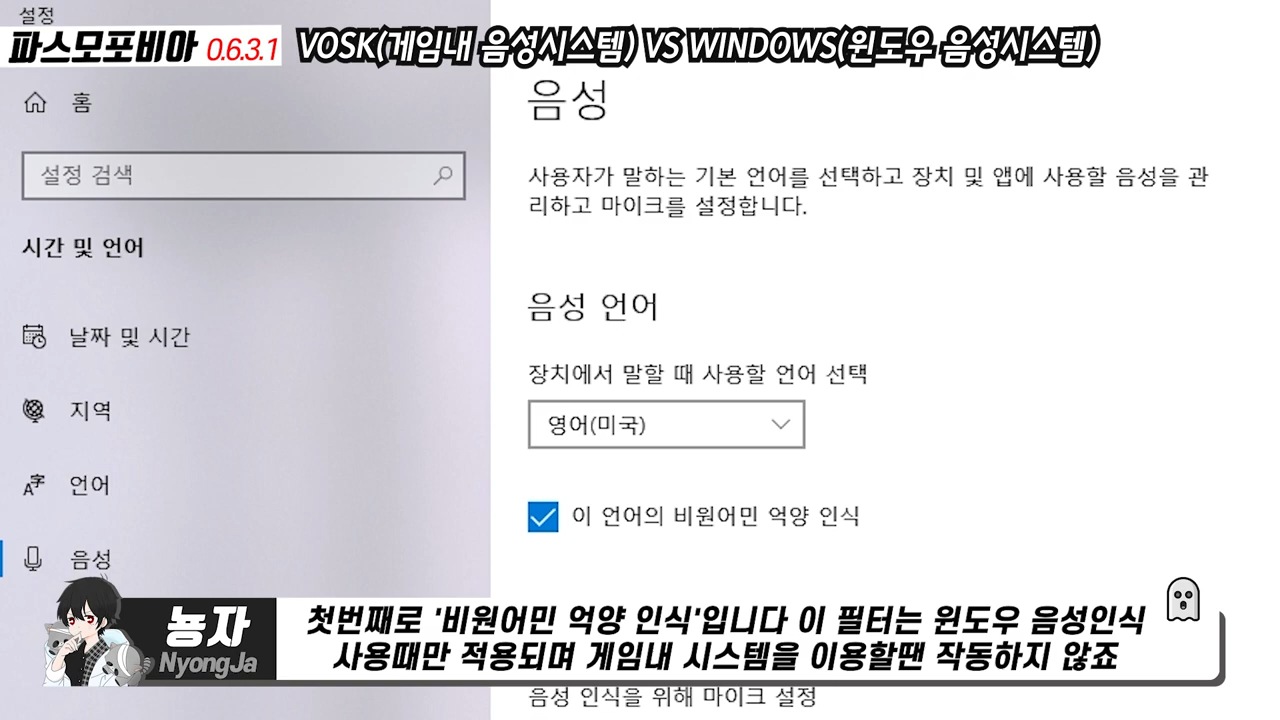 설정
파스모포비아 0.6.3.1 VOSK(게임내 음성시스템) VS WINDOWS(윈도우 음성시스템)
홈
설정 검색
시간 및 언어
날짜 및 시간
지역
언어
음성
음성
사용자가 말하는 기본 언어를 선택하고 장치 및 앱에 사용할 음성을 관
리하고 마이크를 설정합니다.
음성 언어
장치에서 말할 때 사용할 언어 선택
영어(미국)
이 언어의 비원어민 억양 인식
뇽자
NyongJa
첫번째로 '비원어민 억양 인식'입니다 이 필터는 윈도우 음성인식
사용때만 적용되며 게임내 시스템을 이용할땐 작동하지 않죠
음성 인식을 위해 마이크 설정